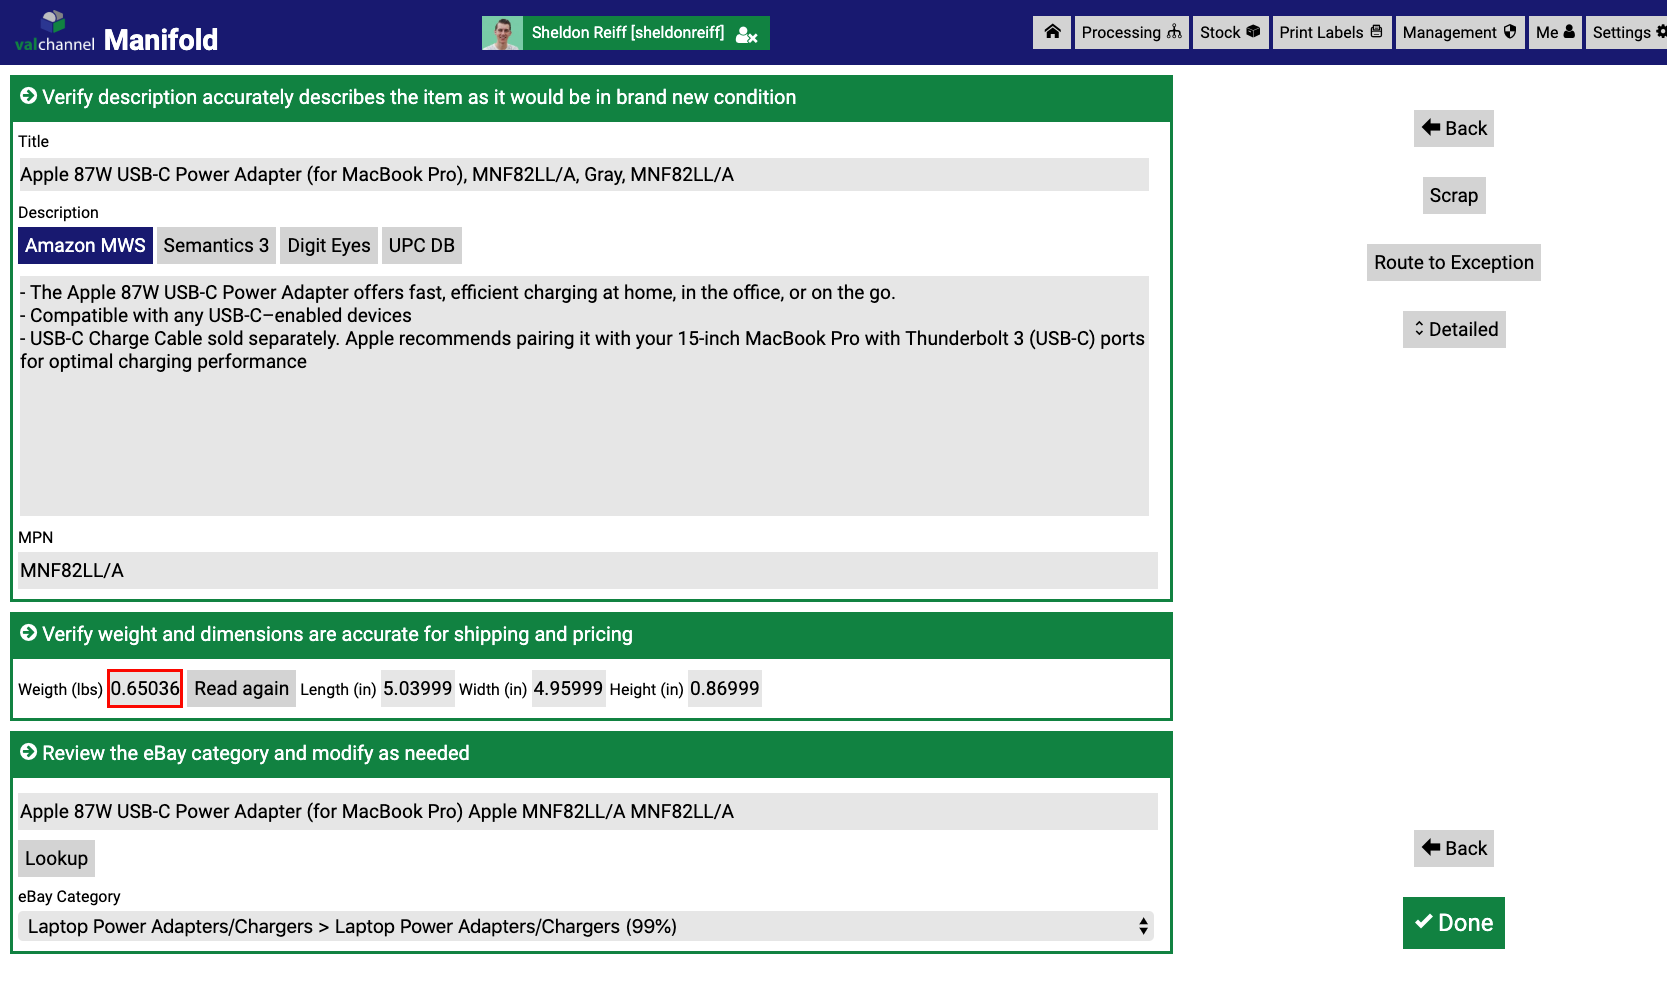 valchannel Manifold
Sheldon Reiff [sheldonreiff]
Processing Stock Print Labels Management Me Settings
Verify description accurately describes the item as it would be in brand new condition
Title
Apple 87W USB-C Power Adapter (for MacBook Pro), MNF82LL/A, Gray, MNF82LL/A
Description
Amazon MWS Semantics 3 Digit Eyes UPC DB
- The Apple 87W USB-C Power Adapter offers fast, efficient charging at home, in the office, or on the go.
- Compatible with any USB-C–enabled devices
- USB-C Charge Cable sold separately. Apple recommends pairing it with your 15-inch MacBook Pro with Thunderbolt 3 (USB-C) ports
for optimal charging performance
MPN
MNF82LL/A
Verify weight and dimensions are accurate for shipping and pricing
Weigth (lbs) 0.65036 Read again Length (in) 5.03999 Width (in) 4.95999 Height (in) 0.86999
Review the eBay category and modify as needed
Apple 87W USB-C Power Adapter (for MacBook Pro) Apple MNF82LL/A MNF82LL/A
Lookup
eBay Category
Laptop Power Adapters/Chargers > Laptop Power Adapters/Chargers (99%)
Back
Scrap
Route to Exception
Detailed
Back
Done